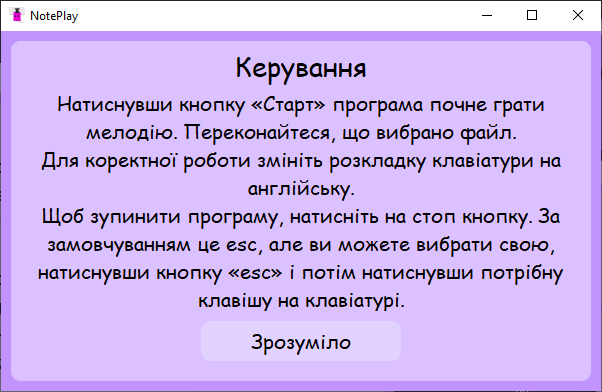 NotePlay
Керування
Натиснувши кнопку «Старт» програма почне грати
мелодію. Переконайтеся, що вибрано файл.
Для коректної роботи змініть розкладку клавіатури на
англійську.
Щоб зупинити програму, натисніть на стоп кнопку. За
замовчуванням це esc, але ви можете вибрати свою,
натиснувши кнопку «esc» і потім натиснувши потрібну
клавішу на клавіатурі.
Зрозуміло